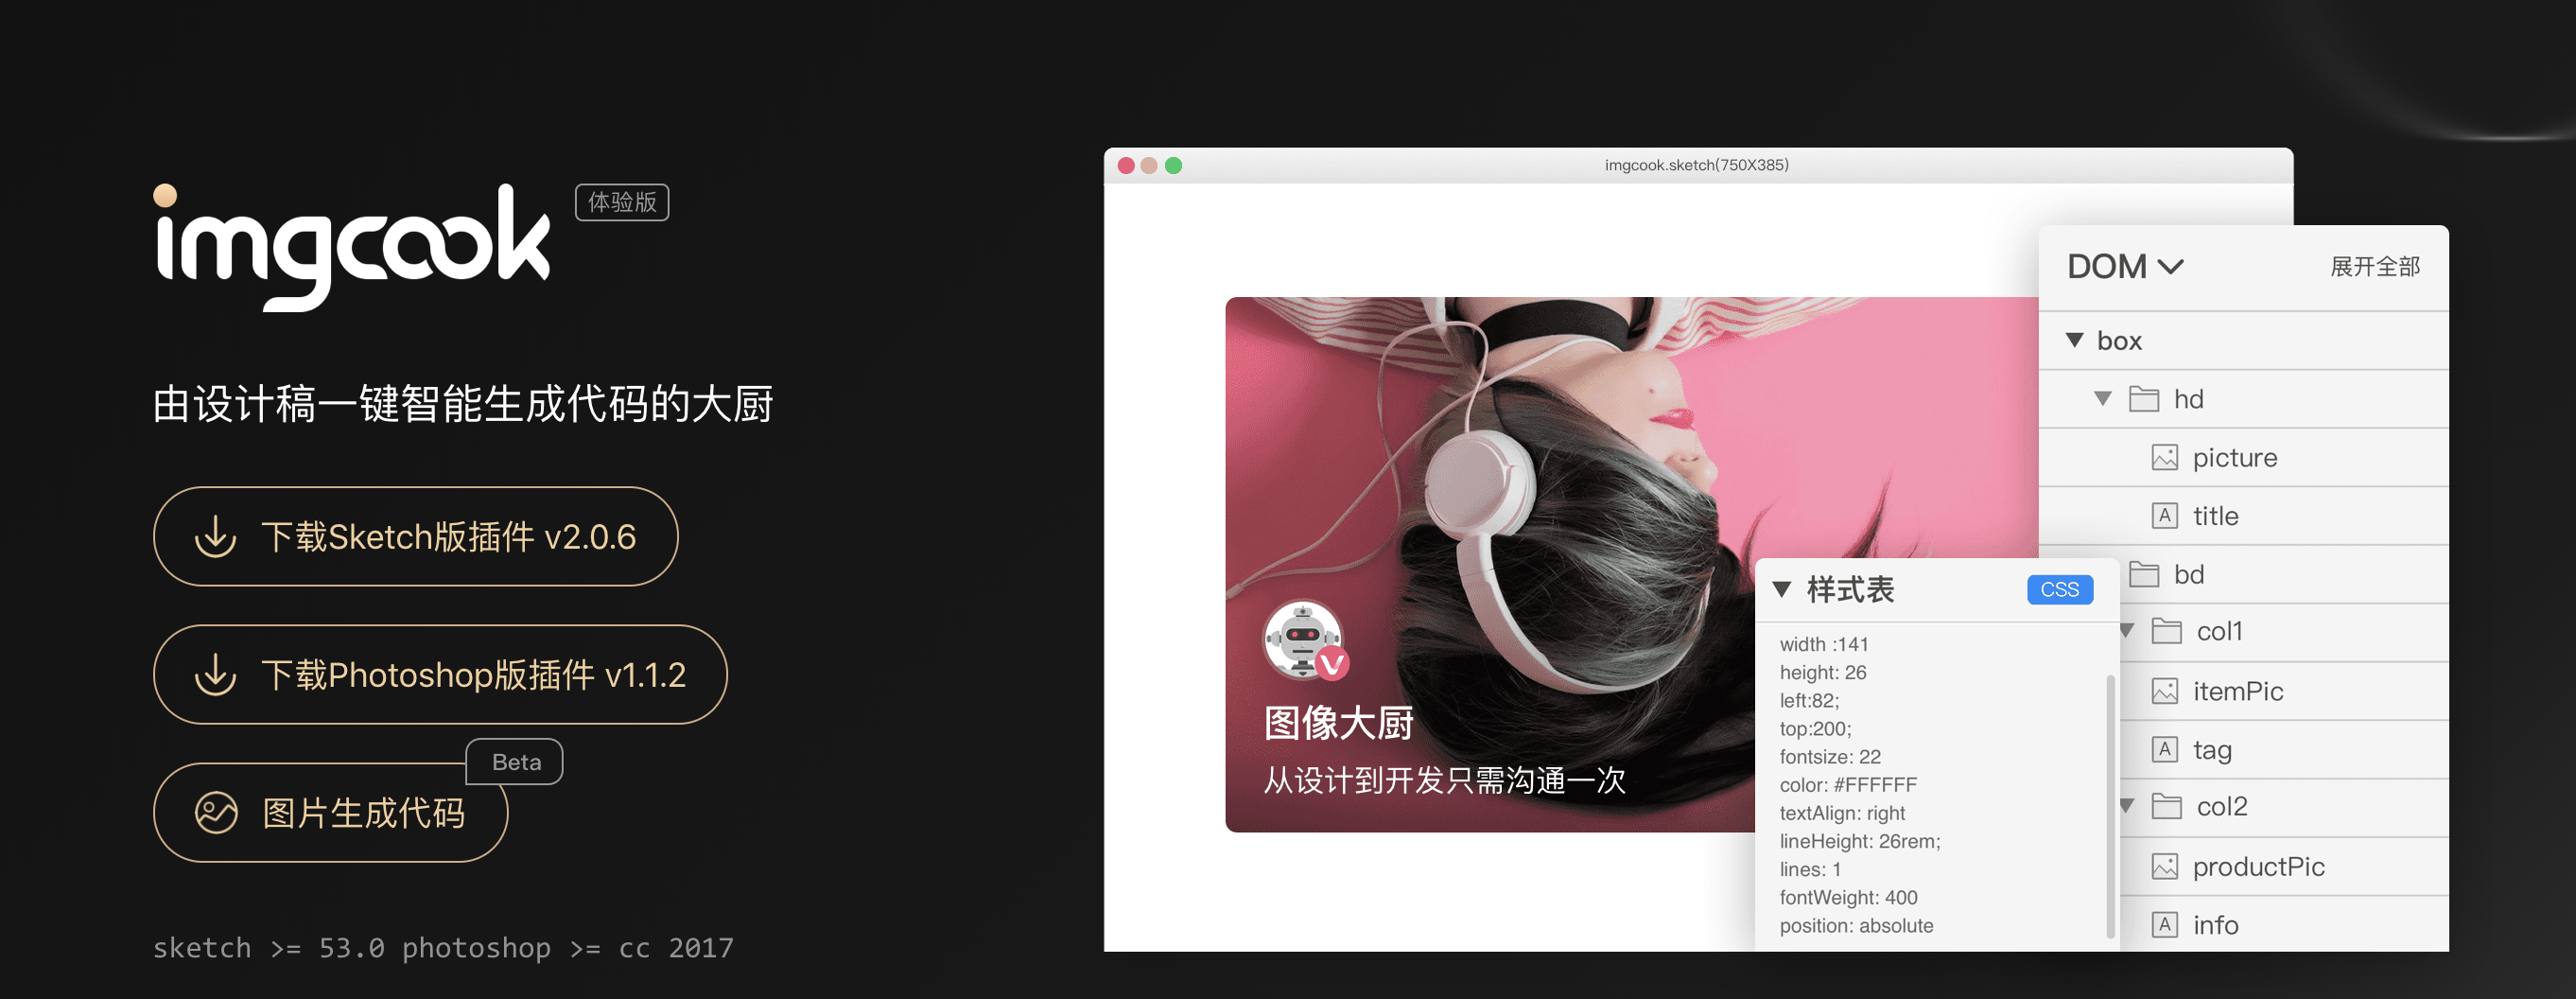 imgcook
体验版
由设计稿一键智能生成代码的大厨
下载Sketch版插件 v2.0.6
下载Photoshop版插件 v1.1.2
Beta
图片生成代码
sketch >= 53.0 photoshop >= cc 2017
imgcook.sketch(750X385)
图像大厨
从设计到开发只需沟通一次
样式表
CSS
width :141
height: 26
left:82;
top:200;
fontsize: 22
color: #FFFFFF
textAlign: right
lineHeight: 26rem;
lines: 1
fontWeight: 400
position: absolute
DOM
展开全部
box
hd
picture
A title
bd
col1
itemPic
A tag
col2
productPic
A info